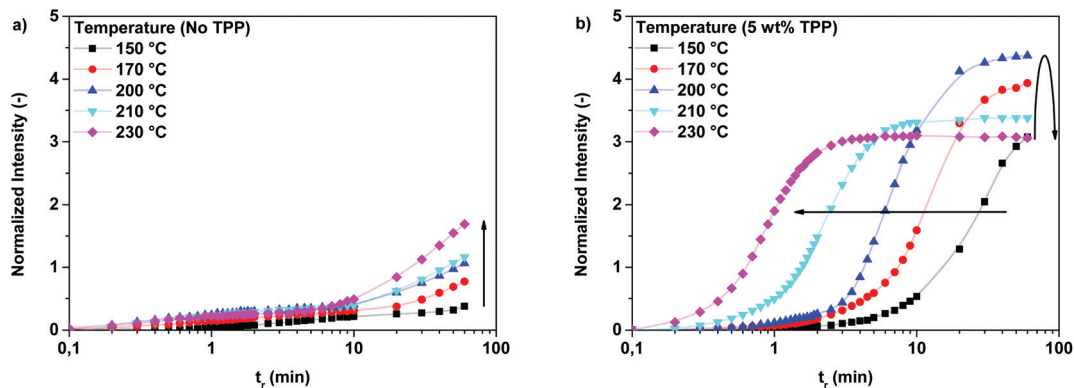 a)
Temperature (No TPP)
150 °C
170 °C
200 °C
210 °C
230 °C
Normalized Intensity (-)
5
4
3
2
1
0
0,1
1
10
100
tr (min)
b)
Temperature (5 wt% TPP)
150 °C
170 °C
200 °C
210 °C
230 °C
Normalized Intensity (-)
5
4
3
2
1
0
0,1
1
10
100
tr (min)